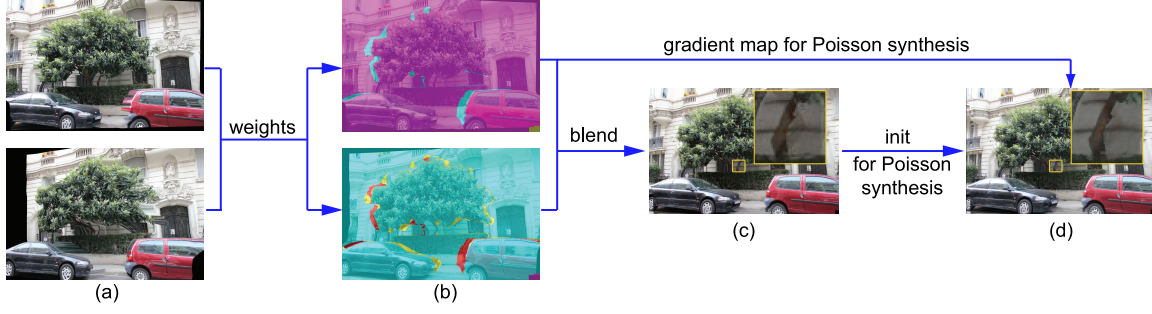 gradient map for Poisson synthesis
weights
blend
init
for Poisson
synthesis
(a)
(b)
(c)
(d)